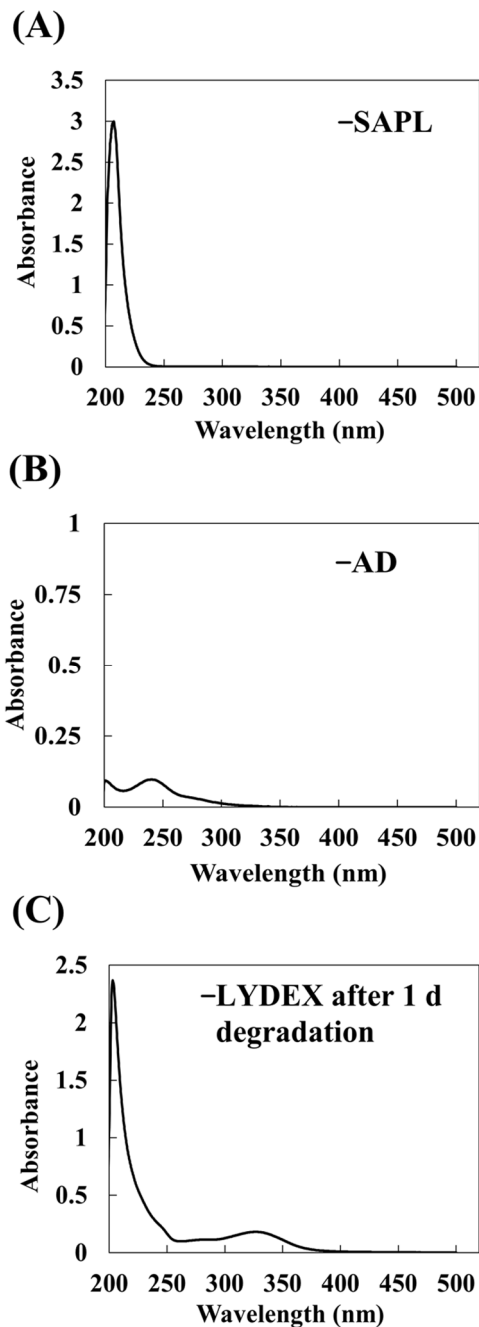 (A)
3.5
3
2.5
2
1.5
1
0.5
0
Absorbance
−SAPL
200 250 300 350 400 450 500
Wavelength (nm)
(B)
1
0.75
0.5
0.25
0
Absorbance
−AD
200 250 300 350 400 450 500
Wavelength (nm)
(C)
2.5
2
1.5
1
0.5
0
Absorbance
−LYDEX after 1 d
degradation
200 250 300 350 400 450 500
Wavelength (nm)